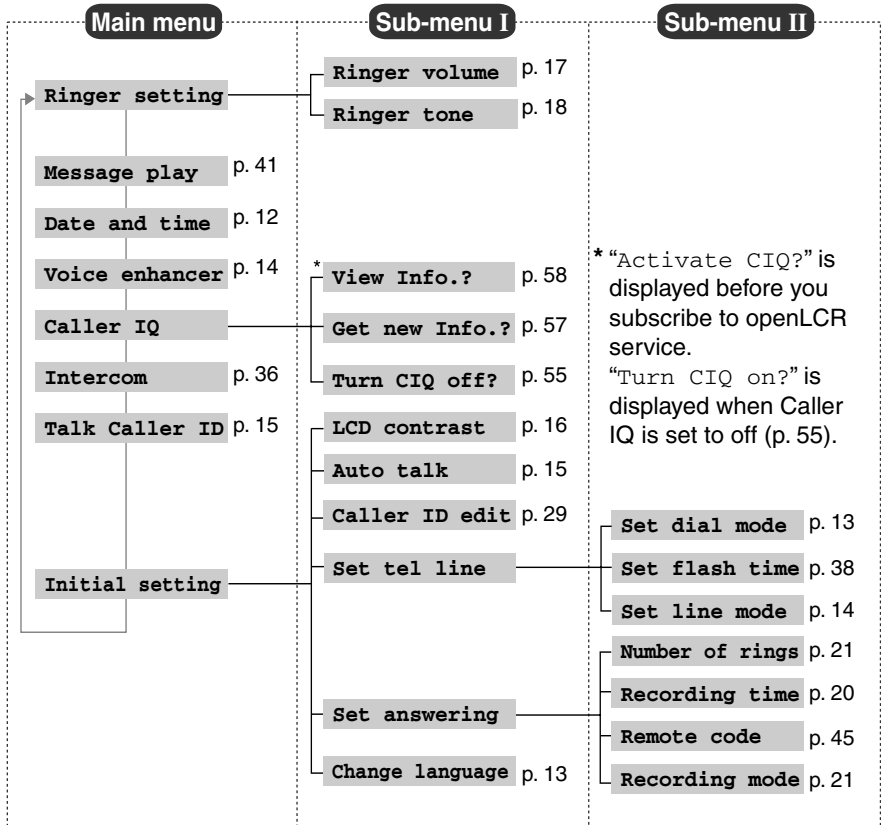 Main menu
Sub-menu I
Sub-menu II
Ringer setting
Ringer volume p. 17
Ringer tone p. 18
Message play p. 41
Date and time p. 12
Voice enhancer p. 14
Caller IQ
* View Info.? p. 58
Get new Info.? p. 57
Turn CIQ off? p. 55
* “Activate CIQ?” is
displayed before you
subscribe to openLCR
service.
“Turn CIQ on?” is
displayed when Caller
IQ is set to off (p. 55).
Intercom p. 36
Talk Caller ID p. 15
Initial setting
LCD contrast p. 16
Auto talk p. 15
Caller ID edit p. 29
Set tel line
Set dial mode p. 13
Set flash time p. 38
Set line mode p. 14
Set answering
Number of rings p. 21
Recording time p. 20
Remote code p. 45
Recording mode p. 21
Change language p. 13